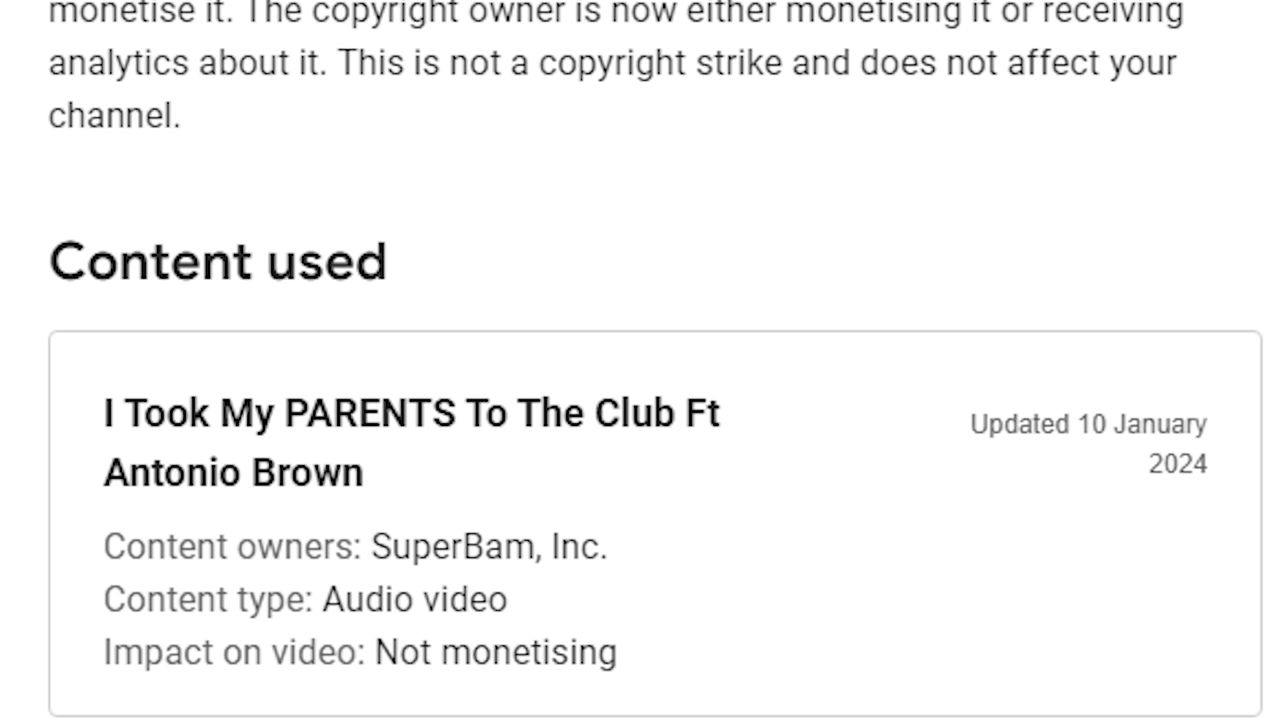 monetise it. The copyright owner is now either monetising it or receiving
analytics about it. This is not a copyright strike and does not affect your
channel.
Content used
I Took My PARENTS To The Club Ft
Antonio Brown
Updated 10 January
2024
Content owners: SuperBam, Inc.
Content type: Audio video
Impact on video: Not monetising